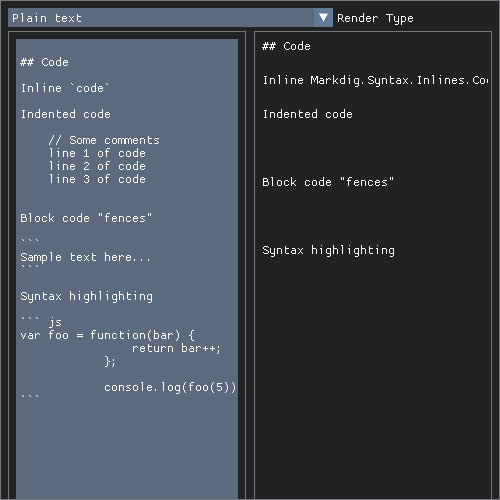 Plain text
Render Type
## Code
Inline `code`
Indented code
// Some comments
line 1 of code
line 2 of code
line 3 of code
Block code "fences"
```
Sample text here...
```
Syntax highlighting
``` js
var foo = function(bar) {
return bar++;
};
console.log(foo(5))
```
## Code
Inline Markdig.Syntax.Inlines.Co
Indented code
Block code "fences"
Syntax highlighting